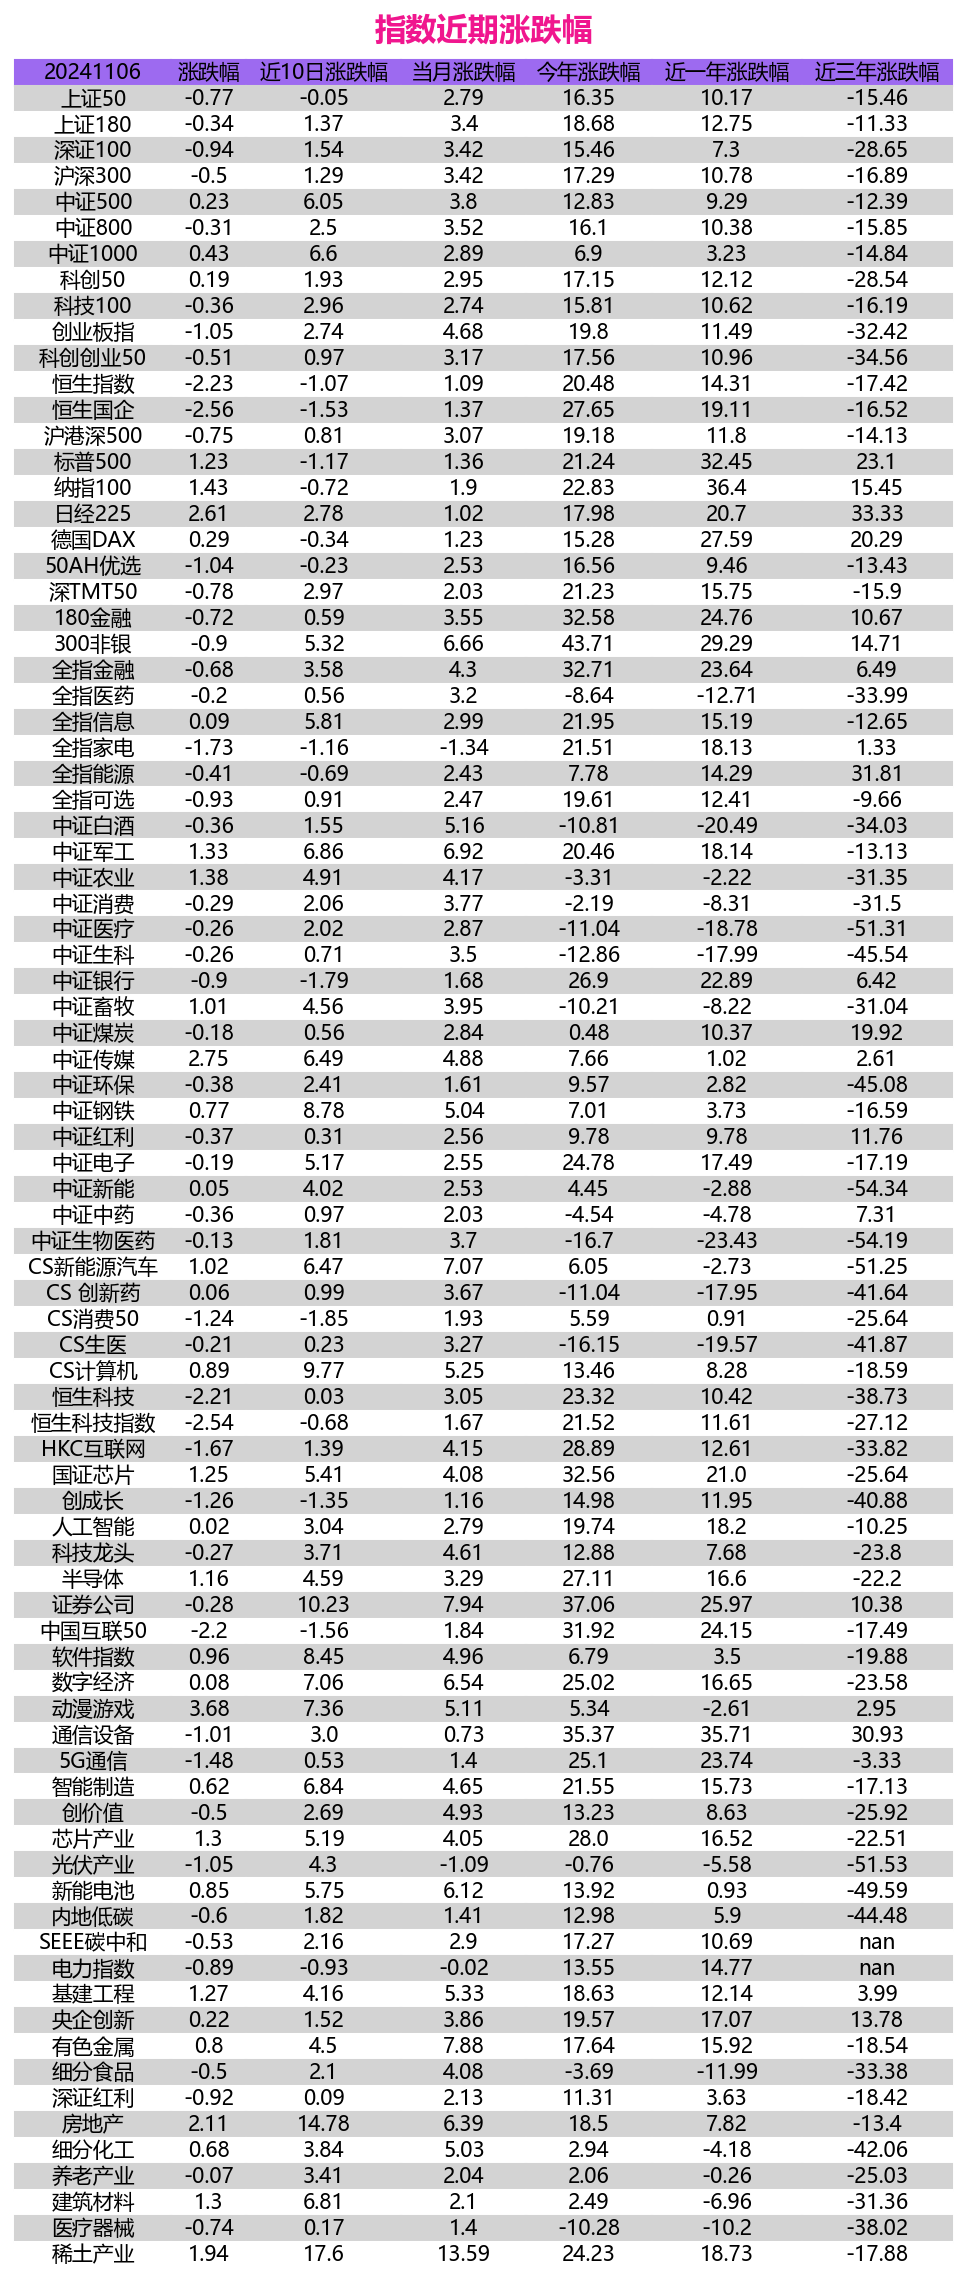 指数近期涨跌幅
20241106 涨跌幅 近10日涨跌幅 当月涨跌幅 今年涨跌幅 近一年涨跌幅 近三年涨跌幅
上证50 -0.77 -0.05 2.79 16.35 10.17 -15.46
上证180 -0.34 1.37 3.4 18.68 12.75 -11.33
深证100 -0.94 1.54 3.42 15.46 7.3 -28.65
沪深300 -0.5 1.29 3.42 17.29 10.78 -16.89
中证500 0.23 6.05 3.8 12.83 9.29 -12.39
中证800 -0.31 2.5 3.52 16.1 10.38 -15.85
中证1000 0.43 6.6 2.89 6.9 3.23 -14.84
科创50 0.19 1.93 2.95 17.15 12.12 -28.54
科技100 -0.36 2.96 2.74 15.81 10.62 -16.19
创业板指 -1.05 2.74 4.68 19.8 11.49 -32.42
科创创业50 -0.51 0.97 3.17 17.56 10.96 -34.56
恒生指数 -2.23 -1.07 1.09 20.48 14.31 -17.42
恒生国企 -2.56 -1.53 1.37 27.65 19.11 -16.52
沪港深500 -0.75 0.81 3.07 19.18 11.8 -14.13
标普500 1.23 -1.17 1.36 21.24 32.45 23.1
纳指100 1.43 -0.72 1.9 22.83 36.4 15.45
日经225 2.61 2.78 1.02 17.98 20.7 33.33
德国DAX 0.29 -0.34 1.23 15.28 27.59 20.29
50AH优选 -1.04 -0.23 2.53 16.56 9.46 -13.43
深TMT50 -0.78 2.97 2.03 21.23 15.75 -15.9
180金融 -0.72 0.59 3.55 32.58 24.76 10.67
300非银 -0.9 5.32 6.66 43.71 29.29 14.71
全指金融 -0.68 3.58 4.3 32.71 23.64 6.49
全指医药 -0.2 0.56 3.2 -8.64 -12.71 -33.99
全指信息 0.09 5.81 2.99 21.95 15.19 -12.65
全指家电 -1.73 -1.16 -1.34 21.51 18.13 1.33
全指能源 -0.41 -0.69 2.43 7.78 14.29 31.81
全指可选 -0.93 0.91 2.47 19.61 12.41 -9.66
中证白酒 -0.36 1.55 5.16 -10.81 -20.49 -34.03
中证军工 1.33 6.86 6.92 20.46 18.14 -13.13
中证农业 1.38 4.91 4.17 -3.31 -2.22 -31.35
中证消费 -0.29 2.06 3.77 -2.19 -8.31 -31.5
中证医疗 -0.26 2.02 2.87 -11.04 -18.78 -51.31
中证生科 -0.26 0.71 3.5 -12.86 -17.99 -45.54
中证银行 -0.9 -1.79 1.68 26.9 22.89 6.42
中证畜牧 1.01 4.56 3.95 -10.21 -8.22 -31.04
中证煤炭 -0.18 0.56 2.84 0.48 10.37 19.92
中证传媒 2.75 6.49 4.88 7.66 1.02 2.61
中证环保 -0.38 2.41 1.61 9.57 2.82 -45.08
中证钢铁 0.77 8.78 5.04 7.01 3.73 -16.59
中证红利 -0.37 0.31 2.56 9.78 9.78 11.76
中证电子 -0.19 5.17 2.55 24.78 17.49 -17.19
中证新能 0.05 4.02 2.53 4.45 -2.88 -54.34
中证中药 -0.36 0.97 2.03 -4.54 -4.78 7.31
中证生物医药 -0.13 1.81 3.7 -16.7 -23.43 -54.19
CS新能源汽车 1.02 6.47 7.07 6.05 -2.73 -51.25
CS 创新药 0.06 0.99 3.67 -11.04 -17.95 -41.64
CS消费50 -1.24 -1.85 1.93 5.59 0.91 -25.64
CS生医 -0.21 0.23 3.27 -16.15 -19.57 -41.87
CS计算机 0.89 9.77 5.25 13.46 8.28 -18.59
恒生科技 -2.21 0.03 3.05 23.32 10.42 -38.73
恒生科技指数 -2.54 -0.68 1.67 21.52 11.61 -27.12
HKC互联网 -1.67 1.39 4.15 28.89 12.61 -33.82
国证芯片 1.25 5.41 4.08 32.56 21.0 -25.64
创成长 -1.26 -1.35 1.16 14.98 11.95 -40.88
人工智能 0.02 3.04 2.79 19.74 18.2 -10.25
科技龙头 -0.27 3.71 4.61 12.88 7.68 -23.8
半导体 1.16 4.59 3.29 27.11 16.6 -22.2
证券公司 -0.28 10.23 7.94 37.06 25.97 10.38
中国互联50 -2.2 -1.56 1.84 31.92 24.15 -17.49
软件指数 0.96 8.45 4.96 6.79 3.5 -19.88
数字经济 0.08 7.06 6.54 25.02 16.65 -23.58
动漫游戏 3.68 7.36 5.11 5.34 -2.61 2.95
通信设备 -1.01 3.0 0.73 35.37 35.71 30.93
5G通信 -1.48 0.53 1.4 25.1 23.74 -3.33
智能制造 0.62 6.84 4.65 21.55 15.73 -17.13
创价值 -0.5 2.69 4.93 13.23 8.63 -25.92
芯片产业 1.3 5.19 4.05 28.0 16.52 -22.51
光伏产业 -1.05 4.3 -1.09 -0.76 -5.58 -51.53
新能电池 0.85 5.75 6.12 13.92 0.93 -49.59
内地低碳 -0.6 1.82 1.41 12.98 5.9 -44.48
SEEE碳中和 -0.53 2.16 2.9 17.27 10.69 nan
电力指数 -0.89 -0.93 -0.02 13.55 14.77 nan
基建工程 1.27 4.16 5.33 18.63 12.14 3.99
央企创新 0.22 1.52 3.86 19.57 17.07 13.78
有色金属 0.8 4.5 7.88 17.64 15.92 -18.54
细分食品 -0.5 2.1 4.08 -3.69 -11.99 -33.38
深证红利 -0.92 0.09 2.13 11.31 3.63 -18.42
房地产 2.11 14.78 6.39 18.5 7.82 -13.4
细分化工 0.68 3.84 5.03 2.94 -4.18 -42.06
养老产业 -0.07 3.41 2.04 2.06 -0.26 -25.03
建筑材料 1.3 6.81 2.1 2.49 -6.96 -31.36
医疗器械 -0.74 0.17 1.4 -10.28 -10.2 -38.02
稀土产业 1.94 17.6 13.59 24.23 18.73 -17.88